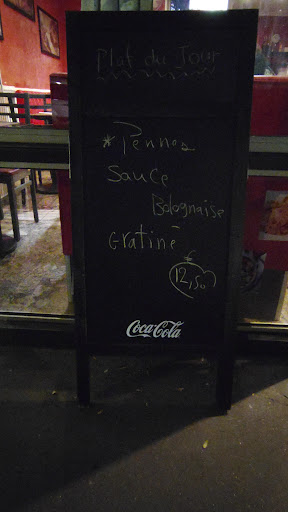 Plat du Jour
*Pennes
Sauce
Bolognaise
Gratiné
12,50
Coca-Cola